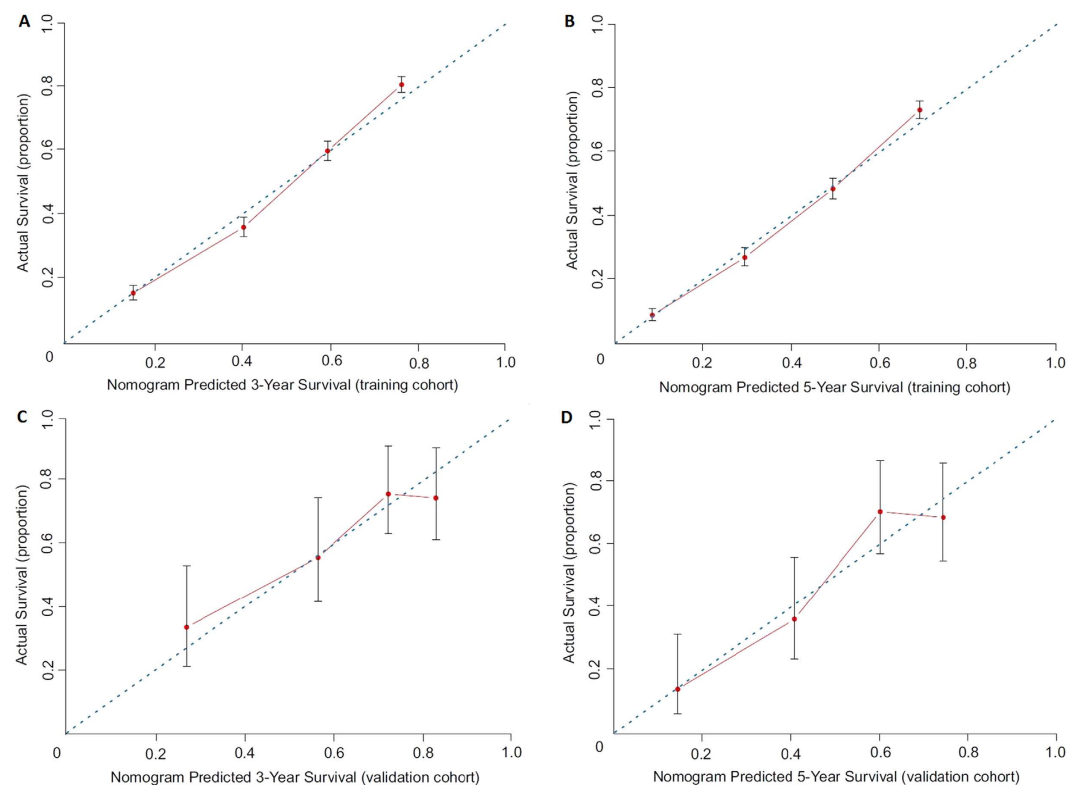 A
1.0
0.8
0.6
0.4
0.2
0
Actual Survival (proportion)
0.2 0.4 0.6 0.8 1.0
Nomogram Predicted 3-Year Survival (training cohort)
B
1.0
0.8
0.6
0.4
0.2
0
Actual Survival (proportion)
0.2 0.4 0.6 0.8 1.0
Nomogram Predicted 5-Year Survival (training cohort)
C
1.0
0.8
0.6
0.4
0.2
0
Actual Survival (proportion)
0.2 0.4 0.6 0.8 1.0
Nomogram Predicted 3-Year Survival (validation cohort)
D
1.0
0.8
0.6
0.4
0.2
0
Actual Survival (proportion)
0.2 0.4 0.6 0.8 1.0
Nomogram Predicted 5-Year Survival (validation cohort)